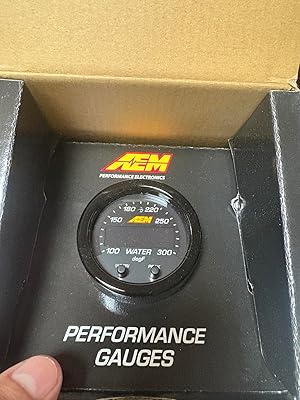 AEM
PERFORMANCE ELECTRONICS
180 220
150 AEM 250
100 WATER 300
degF
PERFORMANCE
GAUGES